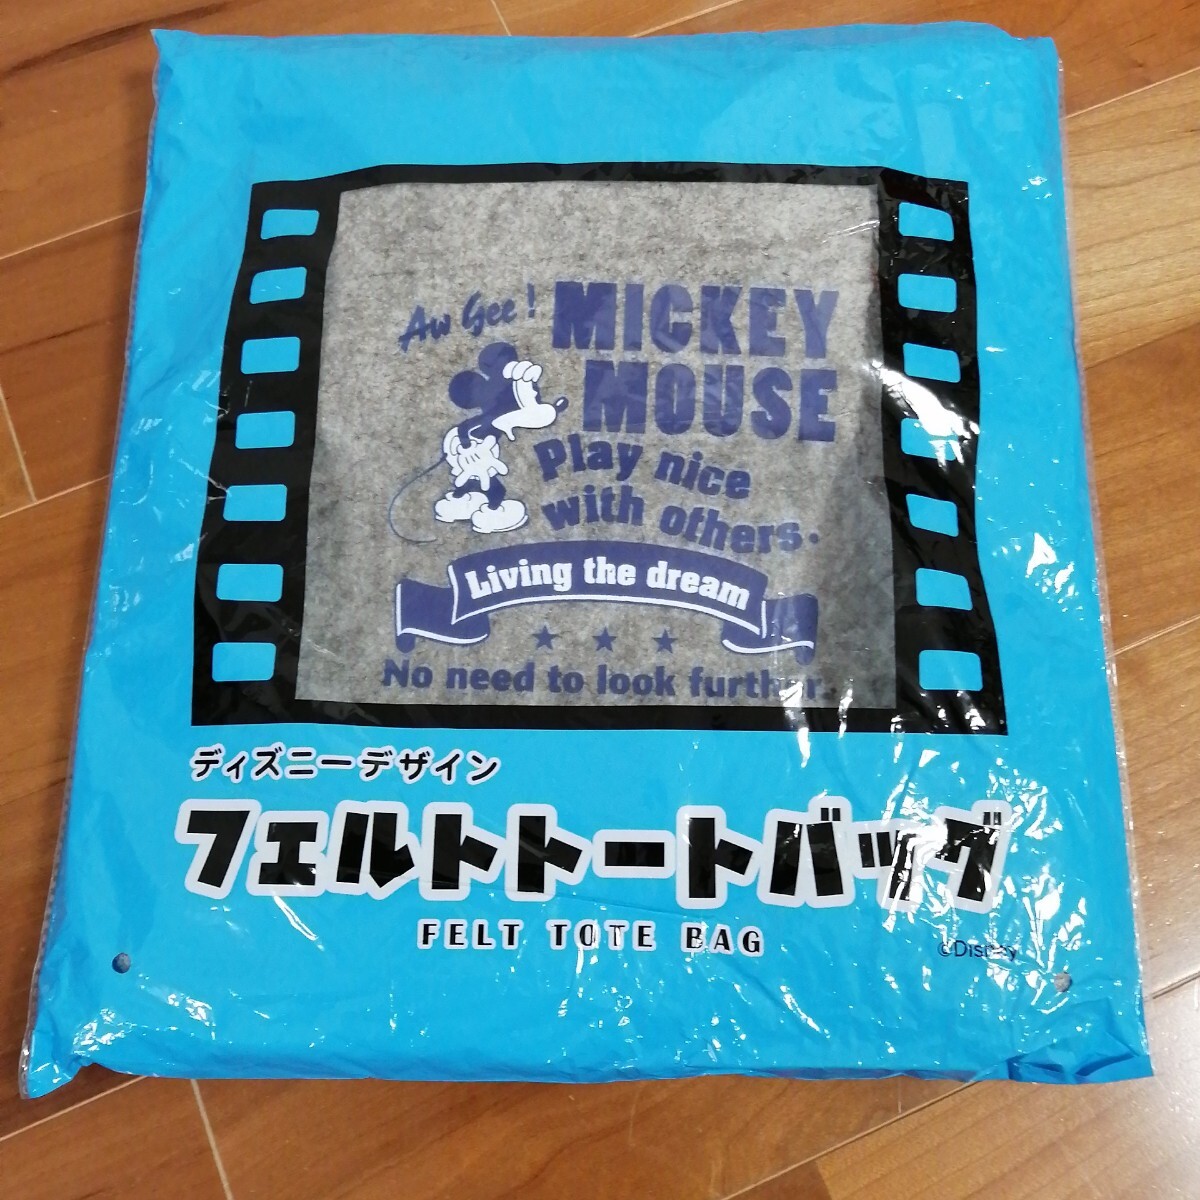 Aw Gee!
MICKEY
MOUSE
Play nice
with others.
Living the dream
No need to look further.
ディズニーデザイン
フェルトトートバッグ
FELT TOTE BAG
©Disney